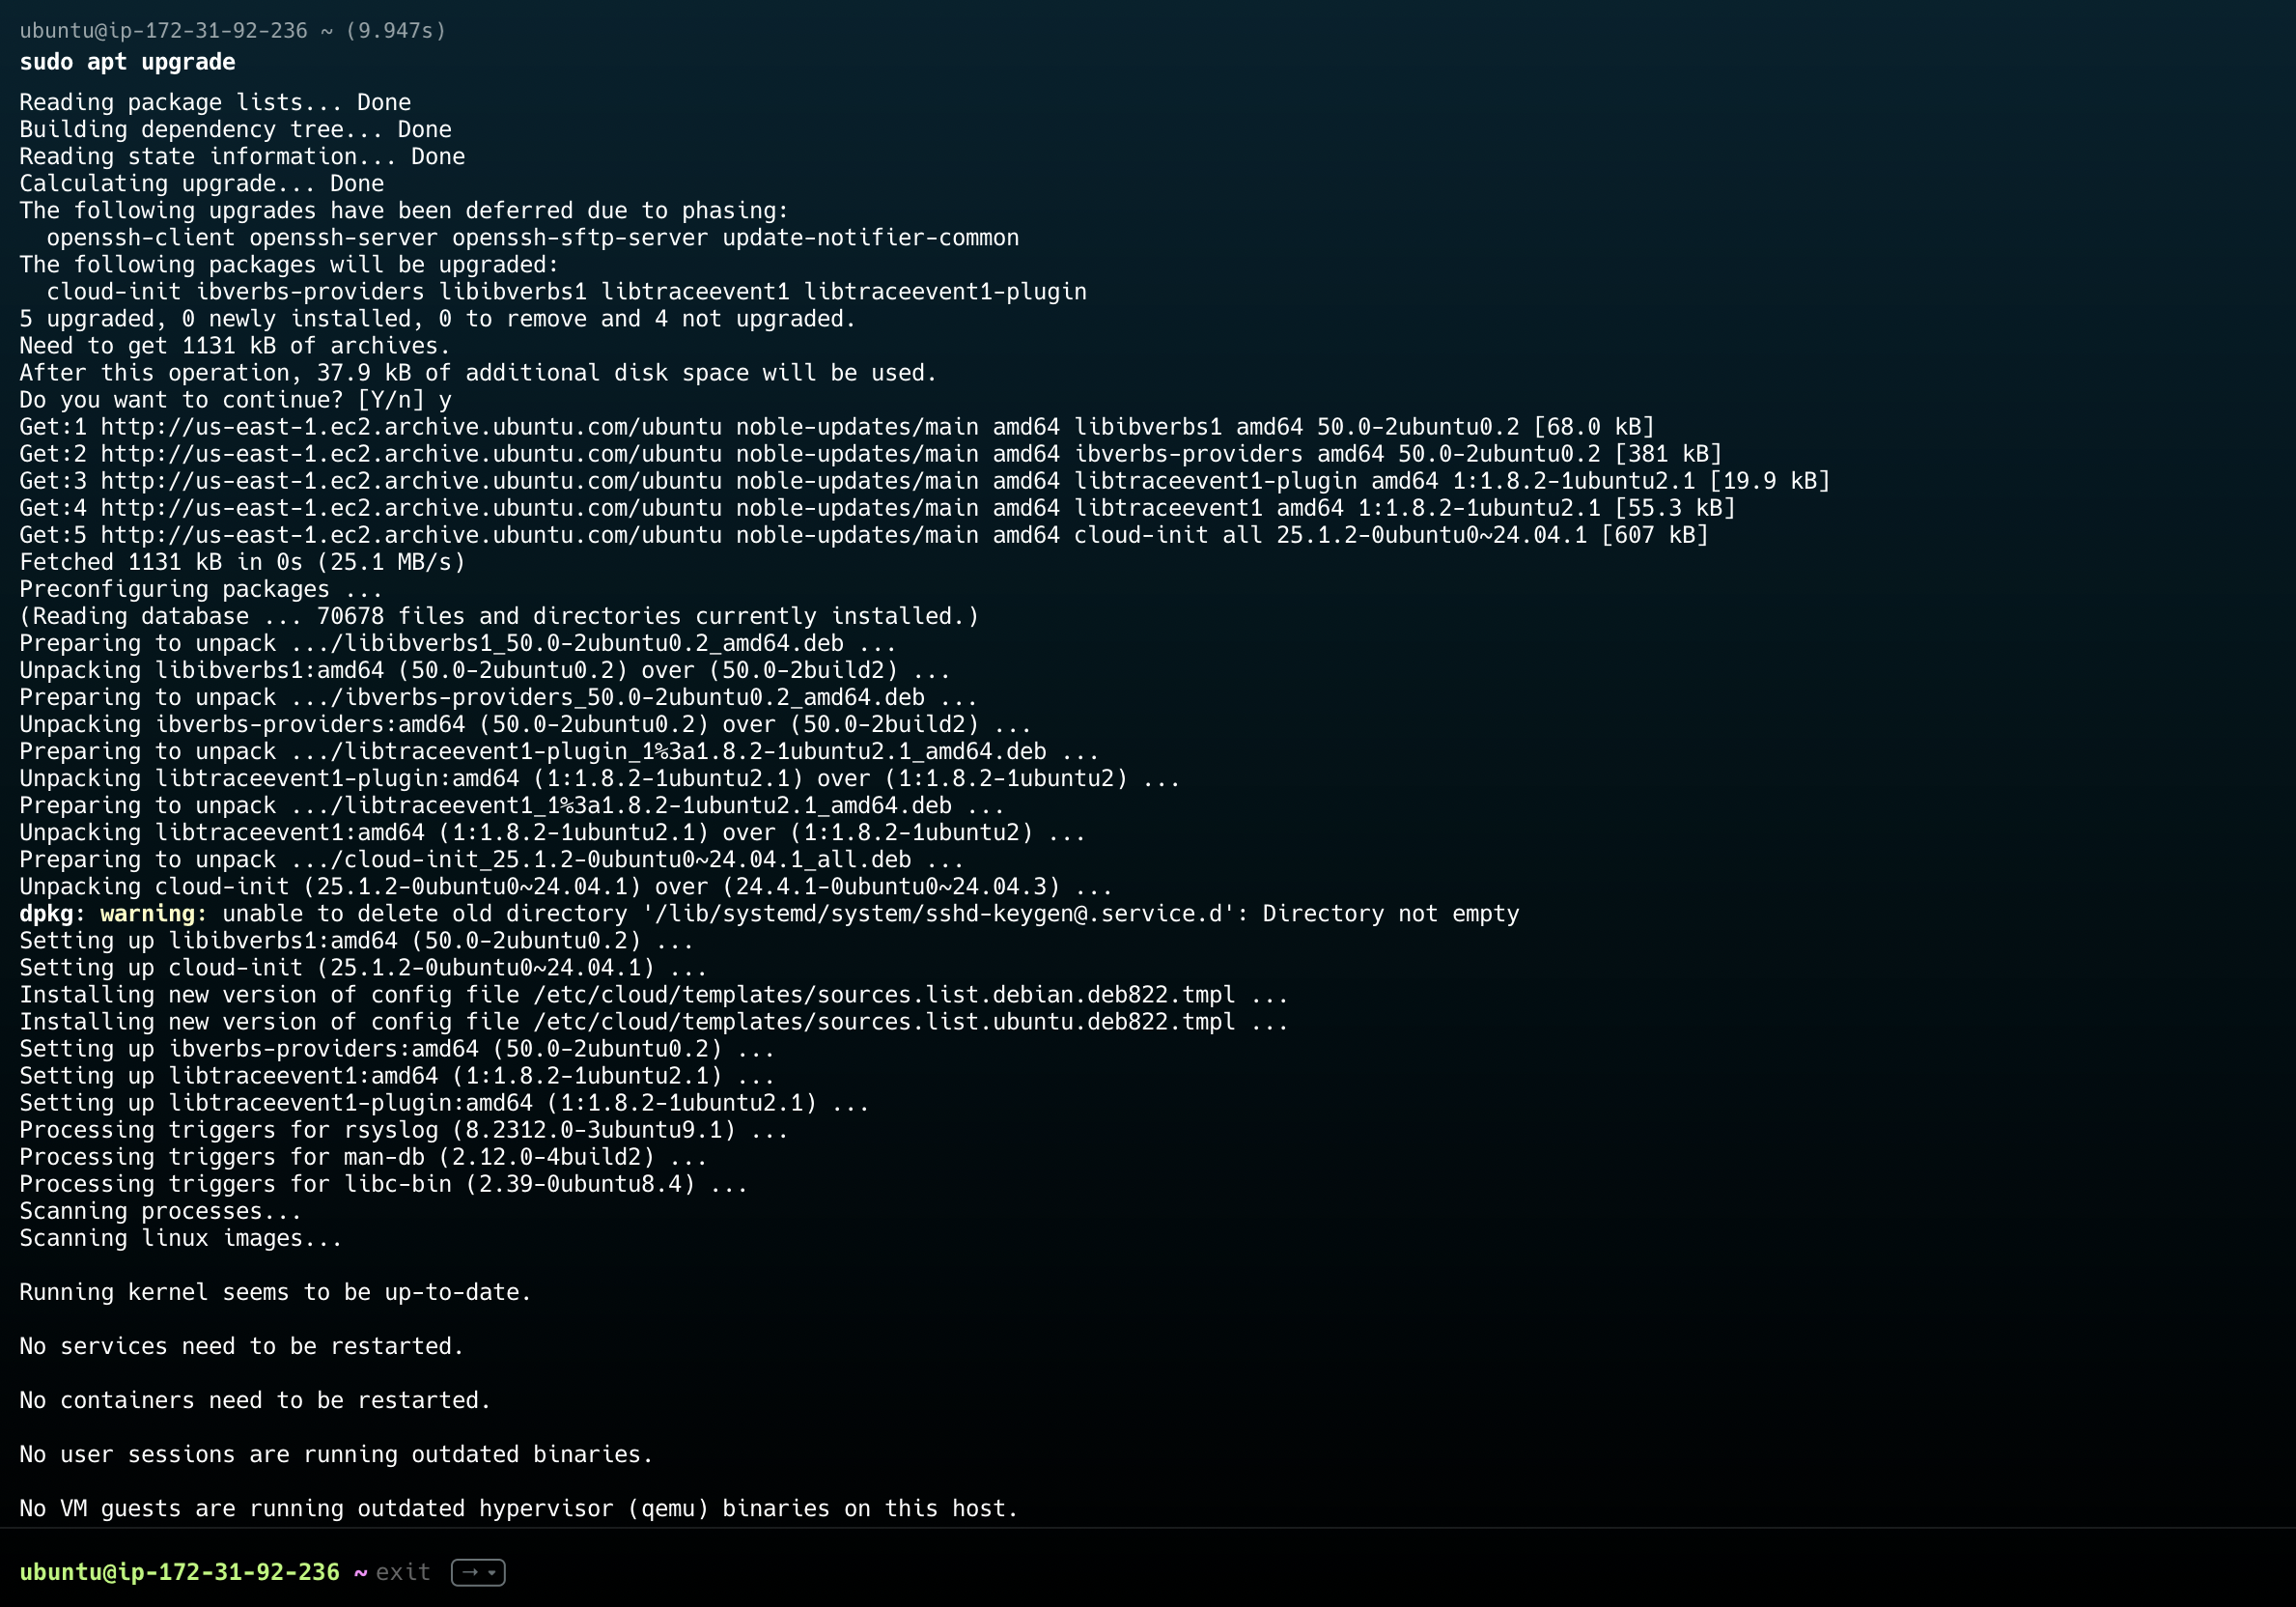 ubuntu@ip-172-31-92-236 ~ (9.947s)
sudo apt upgrade
Reading package lists... Done
Building dependency tree... Done
Reading state information... Done
Calculating upgrade... Done
The following upgrades have been deferred due to phasing:
  openssh-client openssh-server openssh-sftp-server update-notifier-common
The following packages will be upgraded:
  cloud-init ibverbs-providers libibverbs1 libtraceevent1 libtraceevent1-plugin
5 upgraded, 0 newly installed, 0 to remove and 4 not upgraded.
Need to get 1131 kB of archives.
After this operation, 37.9 kB of additional disk space will be used.
Do you want to continue? [Y/n] y
Get:1 http://us-east-1.ec2.archive.ubuntu.com/ubuntu noble-updates/main amd64 libibverbs1 amd64 50.0-2ubuntu0.2 [68.0 kB]
Get:2 http://us-east-1.ec2.archive.ubuntu.com/ubuntu noble-updates/main amd64 ibverbs-providers amd64 50.0-2ubuntu0.2 [381 kB]
Get:3 http://us-east-1.ec2.archive.ubuntu.com/ubuntu noble-updates/main amd64 libtraceevent1-plugin amd64 1:1.8.2-1ubuntu2.1 [19.9 kB]
Get:4 http://us-east-1.ec2.archive.ubuntu.com/ubuntu noble-updates/main amd64 libtraceevent1 amd64 1:1.8.2-1ubuntu2.1 [55.3 kB]
Get:5 http://us-east-1.ec2.archive.ubuntu.com/ubuntu noble-updates/main amd64 cloud-init all 25.1.2-0ubuntu0~24.04.1 [607 kB]
Fetched 1131 kB in 0s (25.1 MB/s)
Preconfiguring packages ...
(Reading database ... 70678 files and directories currently installed.)
Preparing to unpack .../libibverbs1_50.0-2ubuntu0.2_amd64.deb ...
Unpacking libibverbs1:amd64 (50.0-2ubuntu0.2) over (50.0-2build2) ...
Preparing to unpack .../ibverbs-providers_50.0-2ubuntu0.2_amd64.deb ...
Unpacking ibverbs-providers:amd64 (50.0-2ubuntu0.2) over (50.0-2build2) ...
Preparing to unpack .../libtraceevent1-plugin_1%3a1.8.2-1ubuntu2.1_amd64.deb ...
Unpacking libtraceevent1-plugin:amd64 (1:1.8.2-1ubuntu2.1) over (1:1.8.2-1ubuntu2) ...
Preparing to unpack .../libtraceevent1_1%3a1.8.2-1ubuntu2.1_amd64.deb ...
Unpacking libtraceevent1:amd64 (1:1.8.2-1ubuntu2.1) over (1:1.8.2-1ubuntu2) ...
Preparing to unpack .../cloud-init_25.1.2-0ubuntu0~24.04.1_all.deb ...
Unpacking cloud-init (25.1.2-0ubuntu0~24.04.1) over (24.4.1-0ubuntu0~24.04.3) ...
dpkg: warning: unable to delete old directory '/lib/systemd/system/sshd-keygen@.service.d': Directory not empty
Setting up libibverbs1:amd64 (50.0-2ubuntu0.2) ...
Setting up cloud-init (25.1.2-0ubuntu0~24.04.1) ...
Installing new version of config file /etc/cloud/templates/sources.list.debian.deb822.tmpl ...
Installing new version of config file /etc/cloud/templates/sources.list.ubuntu.deb822.tmpl ...
Setting up ibverbs-providers:amd64 (50.0-2ubuntu0.2) ...
Setting up libtraceevent1:amd64 (1:1.8.2-1ubuntu2.1) ...
Setting up libtraceevent1-plugin:amd64 (1:1.8.2-1ubuntu2.1) ...
Processing triggers for rsyslog (8.2312.0-3ubuntu9.1) ...
Processing triggers for man-db (2.12.0-4build2) ...
Processing triggers for libc-bin (2.39-0ubuntu8.4) ...
Scanning processes...
Scanning linux images...
Running kernel seems to be up-to-date.
No services need to be restarted.
No containers need to be restarted.
No user sessions are running outdated binaries.
No VM guests are running outdated hypervisor (qemu) binaries on this host.
ubuntu@ip-172-31-92-236 ~ exit